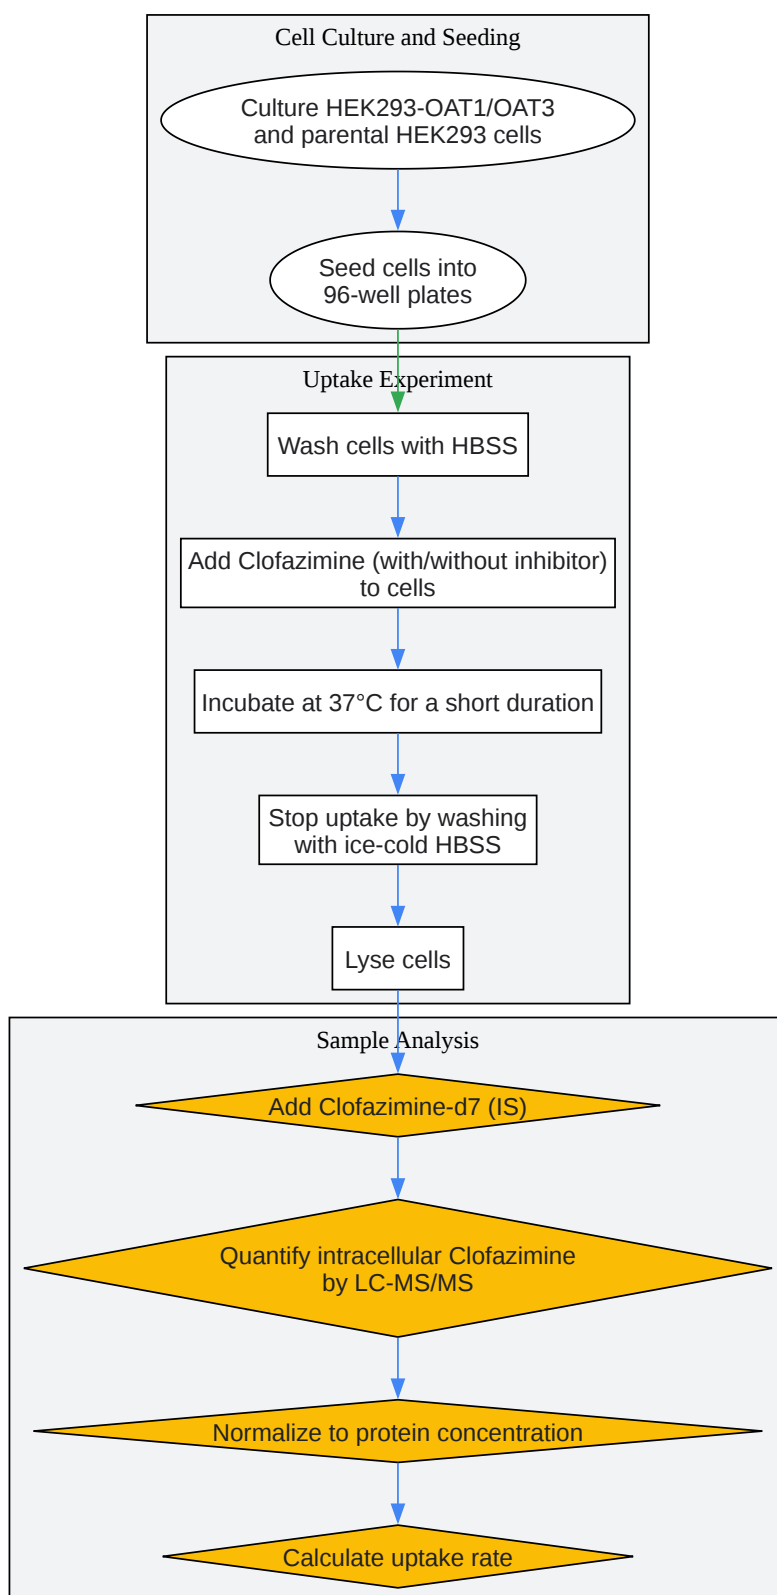 Cell Culture and Seeding
Culture HEK293-OAT1/OAT3
and parental HEK293 cells
Seed cells into
96-well plates
Uptake Experiment
Wash cells with HBSS
Add Clofazimine (with/without inhibitor)
to cells
Incubate at 37°C for a short duration
Stop uptake by washing
with ice-cold HBSS
Lyse cells
Sample Analysis
Add Clofazimine-d7 (IS)
Quantify intracellular Clofazimine
by LC-MS/MS
Normalize to protein concentration
Calculate uptake rate